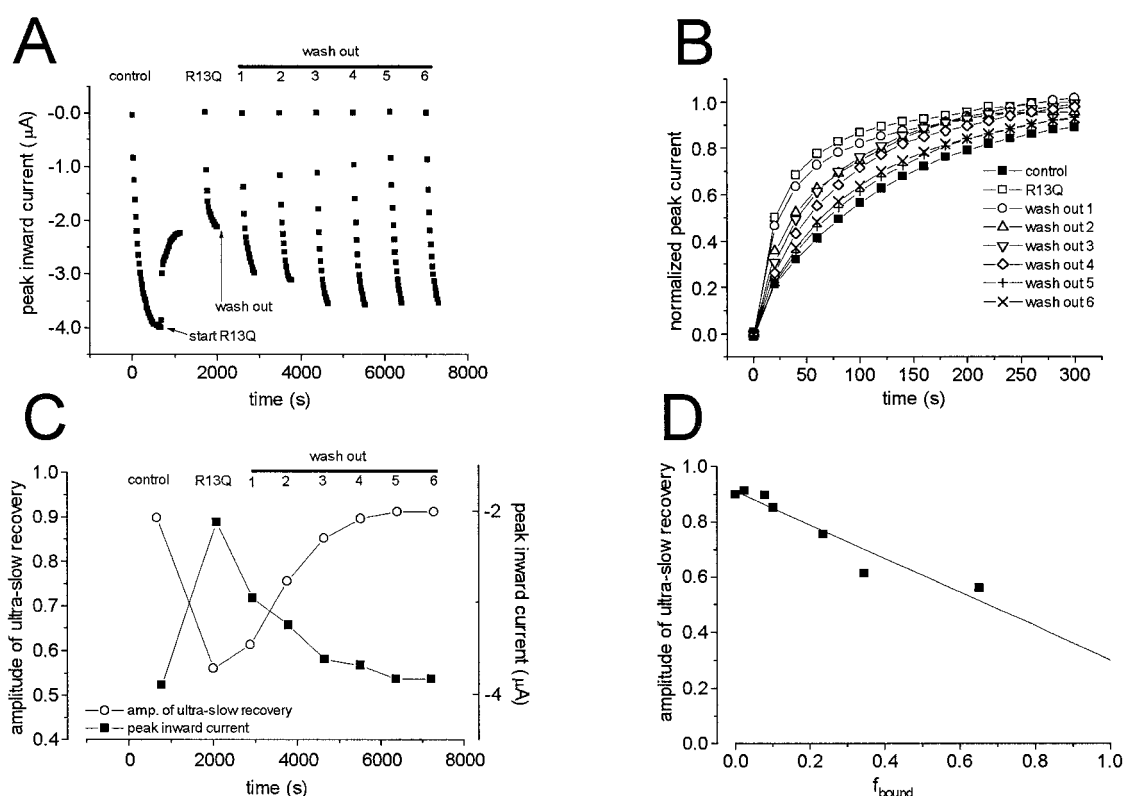 A
wash out
control
R13Q
1
2
3
4
5
6
-0.0
-1.0
-2.0
-3.0
-4.0
peak inward current (µA)
wash out
start R13Q
0
2000
4000
6000
8000
time (s)
B
1.0
0.8
0.6
0.4
0.2
0.0
normalized peak current
control
R13Q
wash out 1
wash out 2
wash out 3
wash out 4
wash out 5
wash out 6
0
50
100
150
200
250
300
time (s)
C
wash out
control
R13Q
1
2
3
4
5
6
1.0
0.9
0.8
0.7
0.6
0.5
0.4
amplitude of ultra-slow recovery
-2
-4
peak inward current (µA)
amp. of ultra-slow recovery
peak inward current
0
2000
4000
6000
8000
time (s)
D
1.0
0.8
0.6
0.4
0.2
0.0
amplitude of ultra-slow recovery
0.0
0.2
0.4
0.6
0.8
1.0
fbound